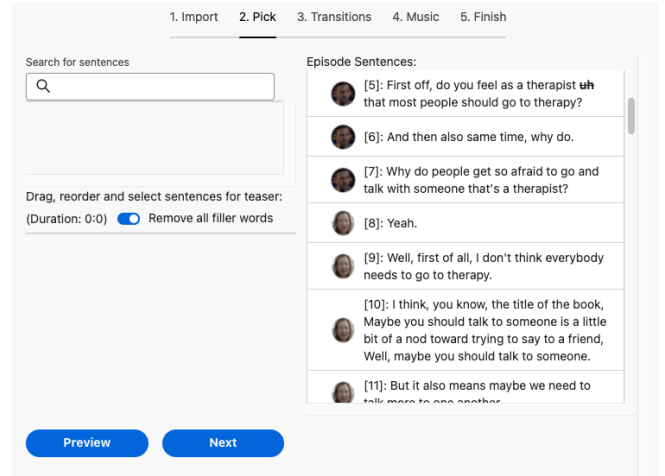 1. Import 2. Pick 3. Transitions 4. Music 5. Finish
Search for sentences
Drag, reorder and select sentences for teaser:
(Duration: 0:0) Remove all filler words
Preview Next
Episode Sentences:
[5]: First off, do you feel as a therapist uh
that most people should go to therapy?
[6]: And then also same time, why do.
[7]: Why do people get so afraid to go and
talk with someone that's a therapist?
[8]: Yeah.
[9]: Well, first of all, I don't think everybody
needs to go to therapy.
[10]: I think, you know, the title of the book,
Maybe you should talk to someone is a little
bit of a nod toward trying to say to a friend,
Well, maybe you should talk to someone.
[11]: But it also means maybe we need to
talk more to one another.